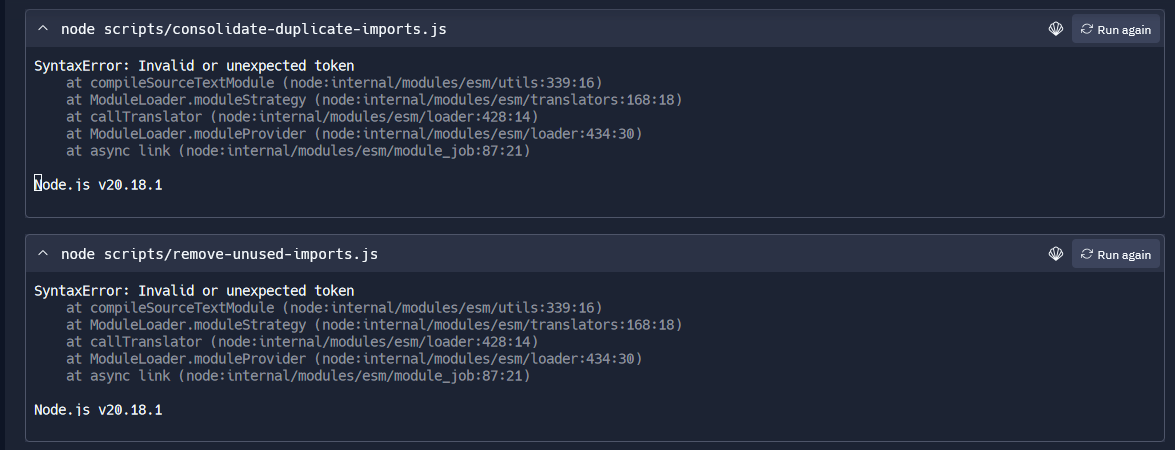 node scripts/consolidate-duplicate-imports.js
Run again
SyntaxError: Invalid or unexpected token
    at compileSourceTextModule (node:internal/modules/esm/utils:339:16)
    at ModuleLoader.moduleStrategy (node:internal/modules/esm/translators:168:18)
    at callTranslator (node:internal/modules/esm/loader:428:14)
    at ModuleLoader.moduleProvider (node:internal/modules/esm/loader:434:30)
    at async link (node:internal/modules/esm/module_job:87:21)
Node.js v20.18.1
node scripts/remove-unused-imports.js
Run again
SyntaxError: Invalid or unexpected token
    at compileSourceTextModule (node:internal/modules/esm/utils:339:16)
    at ModuleLoader.moduleStrategy (node:internal/modules/esm/translators:168:18)
    at callTranslator (node:internal/modules/esm/loader:428:14)
    at ModuleLoader.moduleProvider (node:internal/modules/esm/loader:434:30)
    at async link (node:internal/modules/esm/module_job:87:21)
Node.js v20.18.1